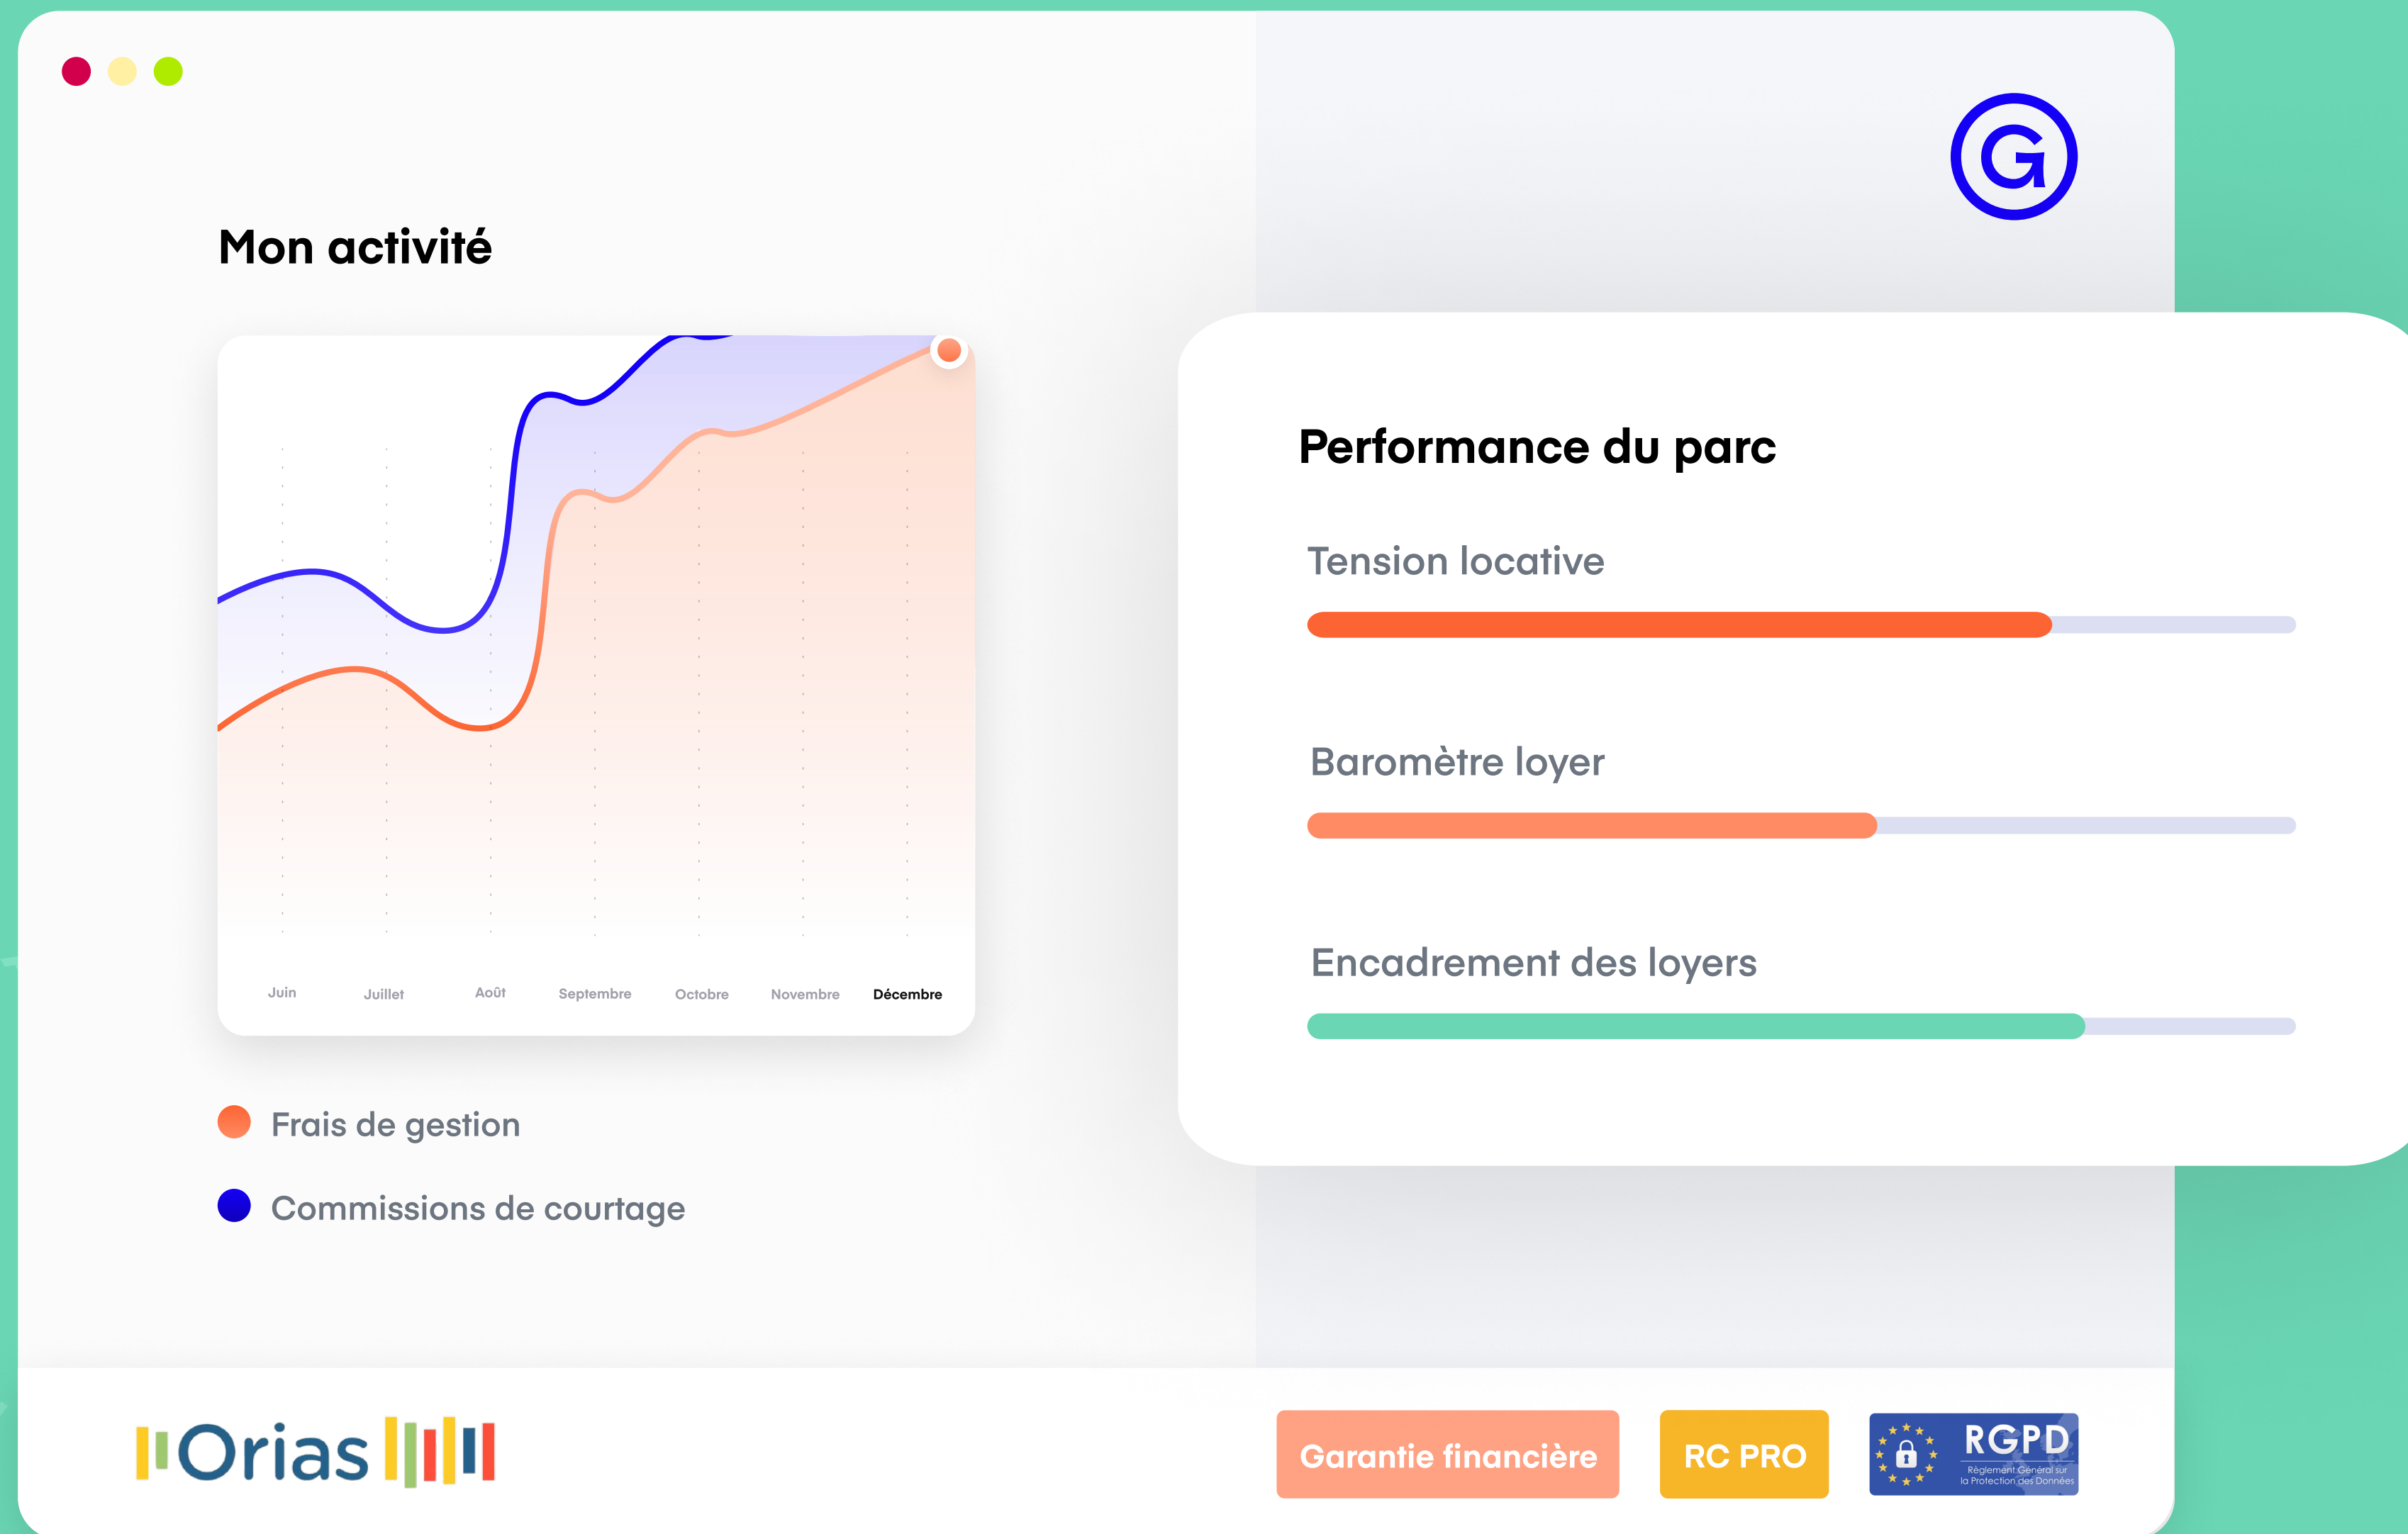 G
Mon activité
Juin
Juillet
Août
Septembre
Octobre
Novembre
Décembre
Frais de gestion
Commissions de courtage
Performance du parc
Tension locative
Baromètre loyer
Encadrement des loyers
Orias
Garantie financière
RC PRO
RGPD
Règlement Général sur
la Protection des Données